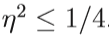 η² ≤ 1/4.